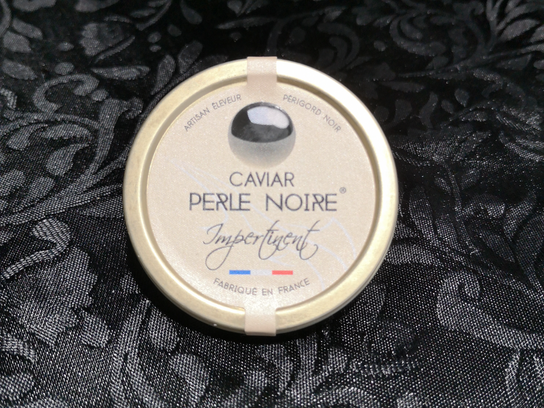 ARTISAN ÉLEVEUR PÉRIGORD NOIR
CAVIAR
PERLE NOIRE®
Impertinent
FABRIQUÉ EN FRANCE